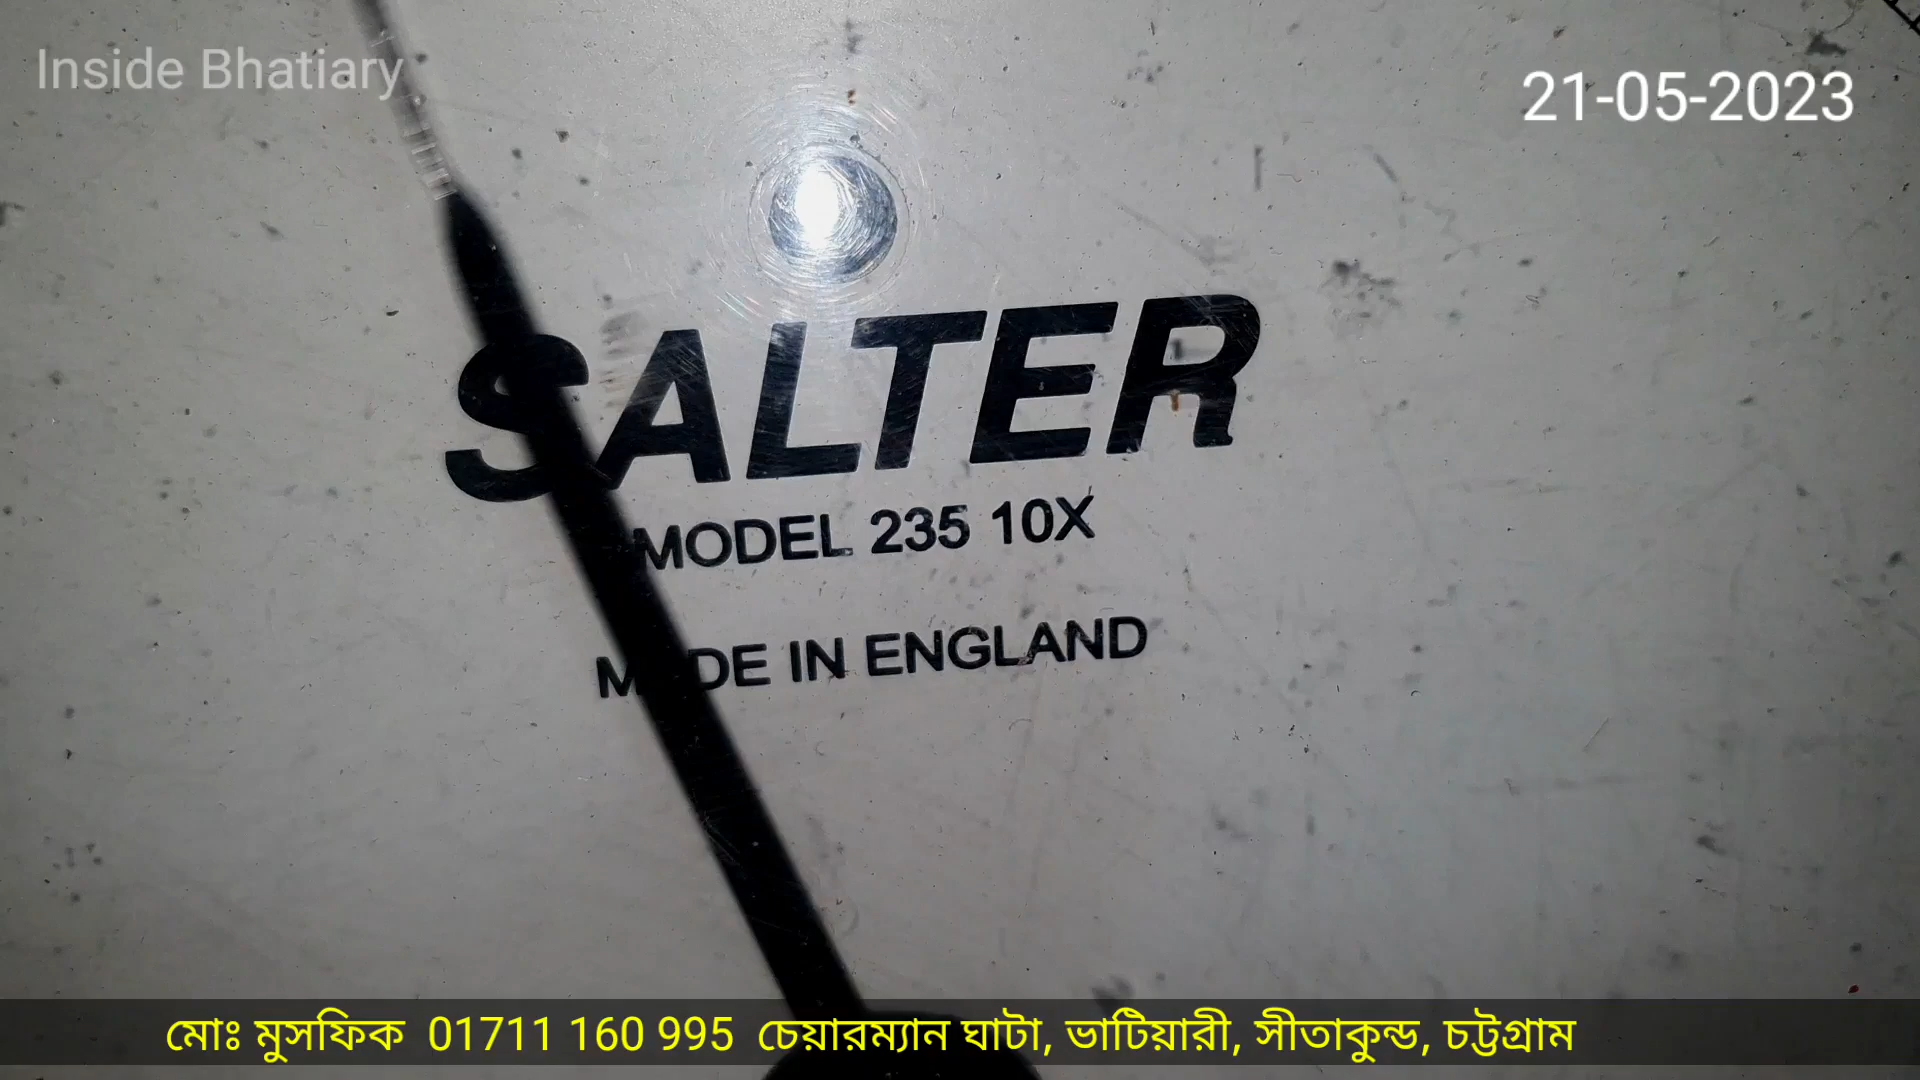 Inside Bhatiary
21-05-2023
SALTER
MODEL 235 10X
MADE IN ENGLAND
মোঃ মুসফিক 01711 160 995 চেয়ারম্যান ঘাটা, ভাটিয়ারী, সীতাকুন্ড, চট্টগ্রাম